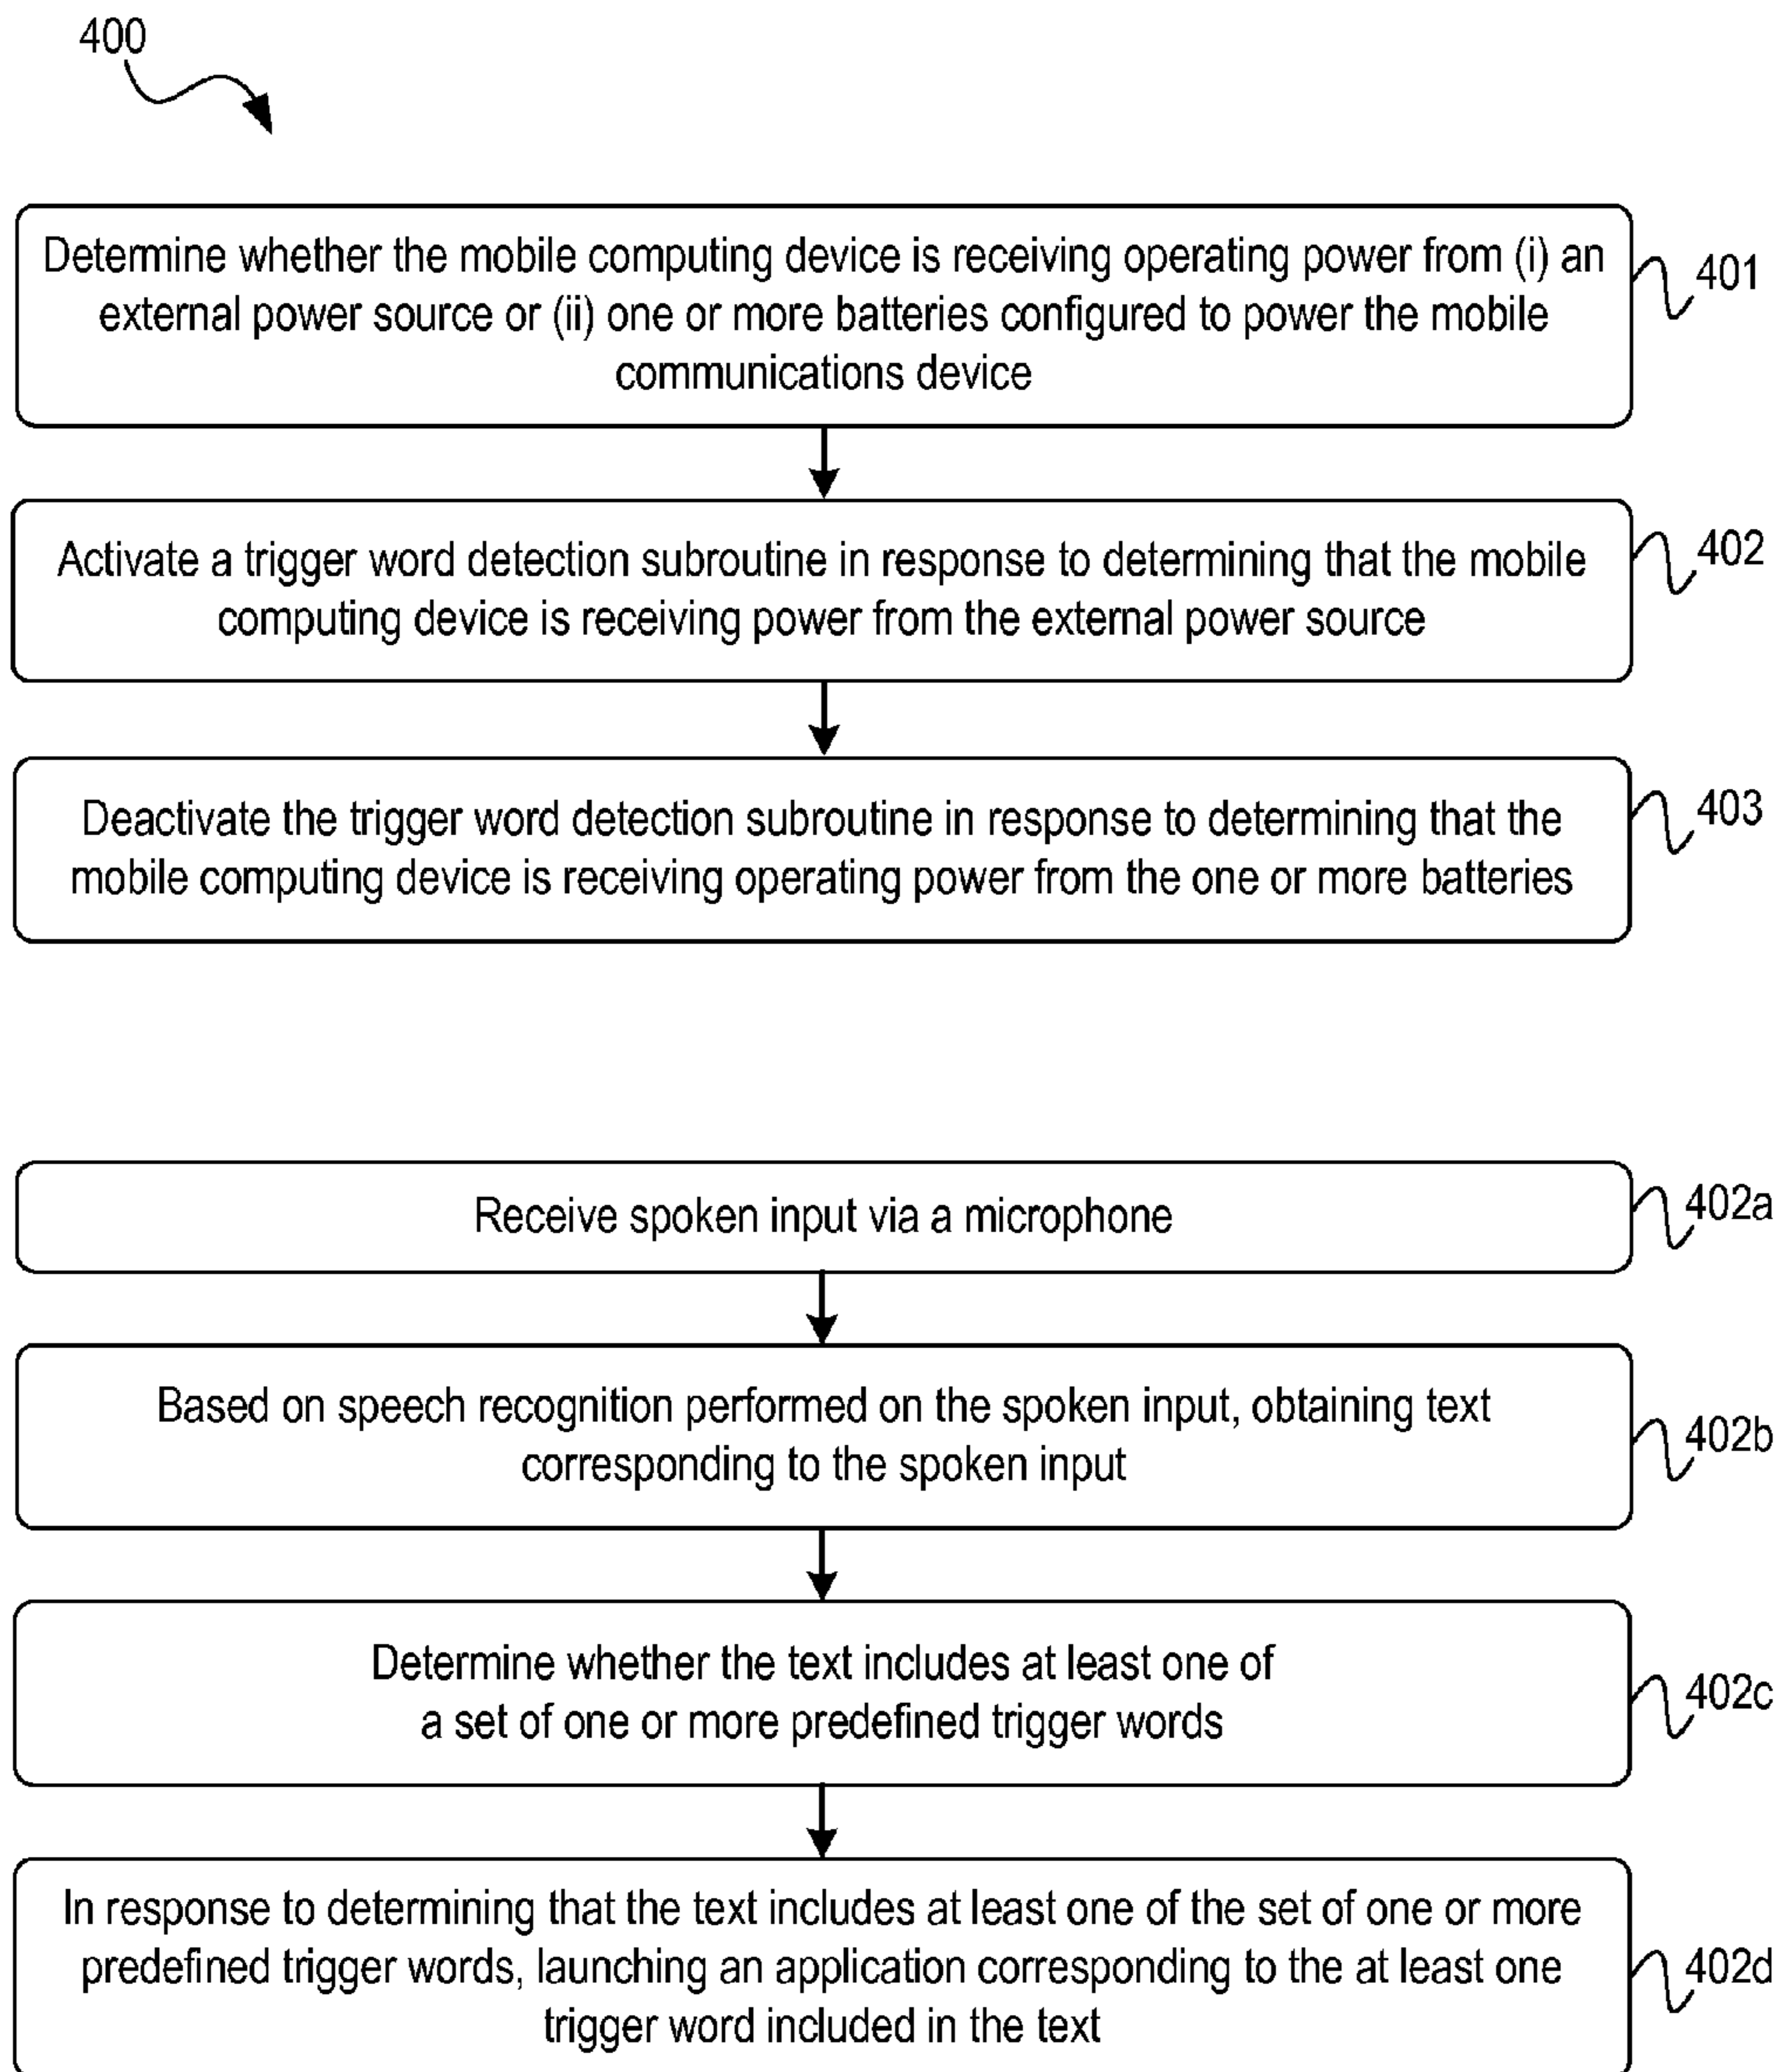 400
Determine whether the mobile computing device is receiving operating power from (i) an
external power source or (ii) one or more batteries configured to power the mobile
communications device
401
Activate a trigger word detection subroutine in response to determining that the mobile
computing device is receiving power from the external power source
402
Deactivate the trigger word detection subroutine in response to determining that the
mobile computing device is receiving operating power from the one or more batteries
403
Receive spoken input via a microphone
402a
Based on speech recognition performed on the spoken input, obtaining text
corresponding to the spoken input
402b
Determine whether the text includes at least one of
a set of one or more predefined trigger words
402c
In response to determining that the text includes at least one of the set of one or more
predefined trigger words, launching an application corresponding to the at least one
trigger word included in the text
402d